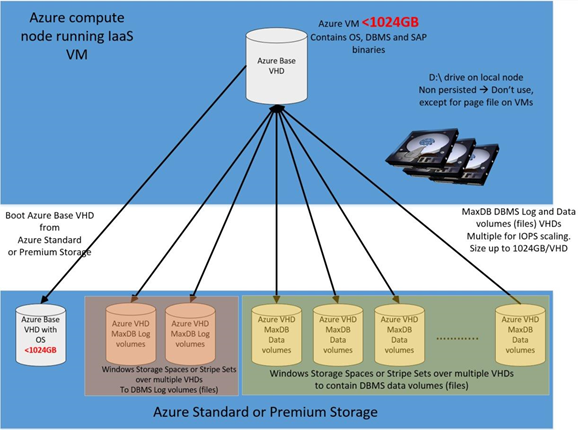 Azure compute
node running IaaS
VM
Azure VM <1024GB
Contains OS, DBMS and SAP
binaries
Azure Base
VHD
D:\ drive on local node
Non persisted → Don't use,
except for page file on VMs
Boot Azure Base VHD
from
Azure Standard
or Premium Storage
MaxDB DBMS Log and Data
volumes (files) VHDs
Multiple for IOPS scaling.
Size up to 1024GB/VHD
Azure Base
VHD with
OS
<1024GB
Azure VHD
MaxDB Log
volumes
Azure VHD
MaxDB Log
volumes
Windows Storage Spaces or Stripe Sets
over multiple VHDs
To DBMS Log volumes (files)
Azure VHD
MaxDB
Data
volumes
Azure VHD
MaxDB
Data
volumes
Azure VHD
MaxDB
Data
volumes
............
Azure VHD
MaxDB
Data
volumes
Windows Storage Spaces or Stripe Sets over multiple VHDs
to contain DBMS data volumes (files)
Azure Standard or Premium Storage